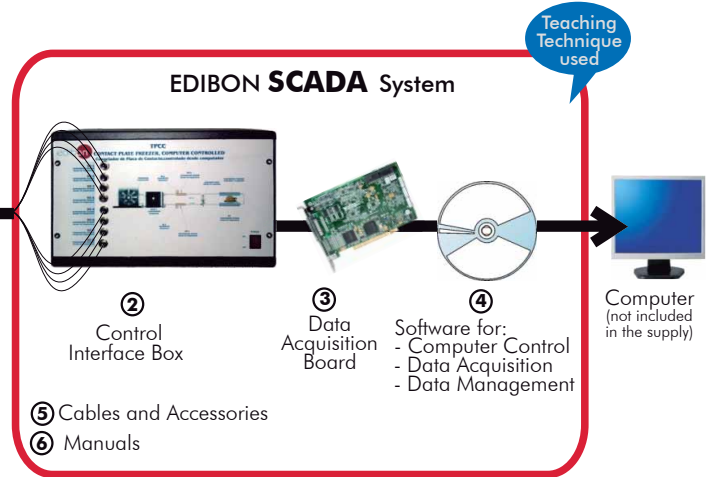 Teaching
Technique
used
EDIBON SCADA System
TPCC
CONTACT PLATE FREEZER, COMPUTER CONTROLLED
② 
Control
Interface Box
③
Data
Acquisition
Board
④
Software for:
- Computer Control
- Data Acquisition
- Data Management
Computer
(not included
in the supply)
⑤ Cables and Accessories
⑥ Manuals